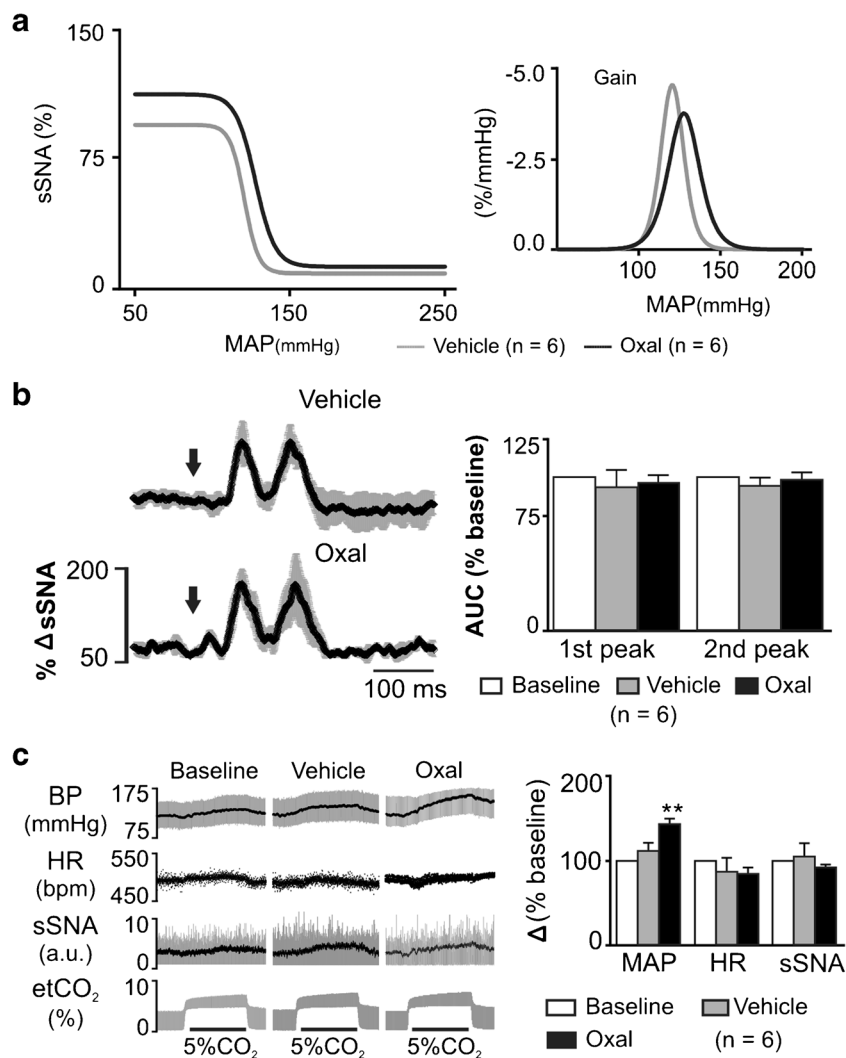 a
150
75
0
sSNA (%)
50 150 250
MAP(mmHg)
Gain
-5.0
-2.5
0.0
(%/mmHg)
100 150 200
MAP(mmHg)
Vehicle (n = 6) Oxal (n = 6)
b
Vehicle
Oxal
200
50
% Δ sSNA
100 ms
125
75
0
AUC (% baseline)
1st peak 2nd peak
Baseline Vehicle Oxal
(n = 6)
c
Baseline Vehicle Oxal
BP
(mmHg)
175
75
HR
(bpm)
550
450
sSNA
(a.u.)
10
0
etCO₂
(%)
10
0
5%CO₂ 5%CO₂ 5%CO₂
200
100
0
Δ (% baseline)
**
MAP HR sSNA
Baseline Vehicle
Oxal (n = 6)